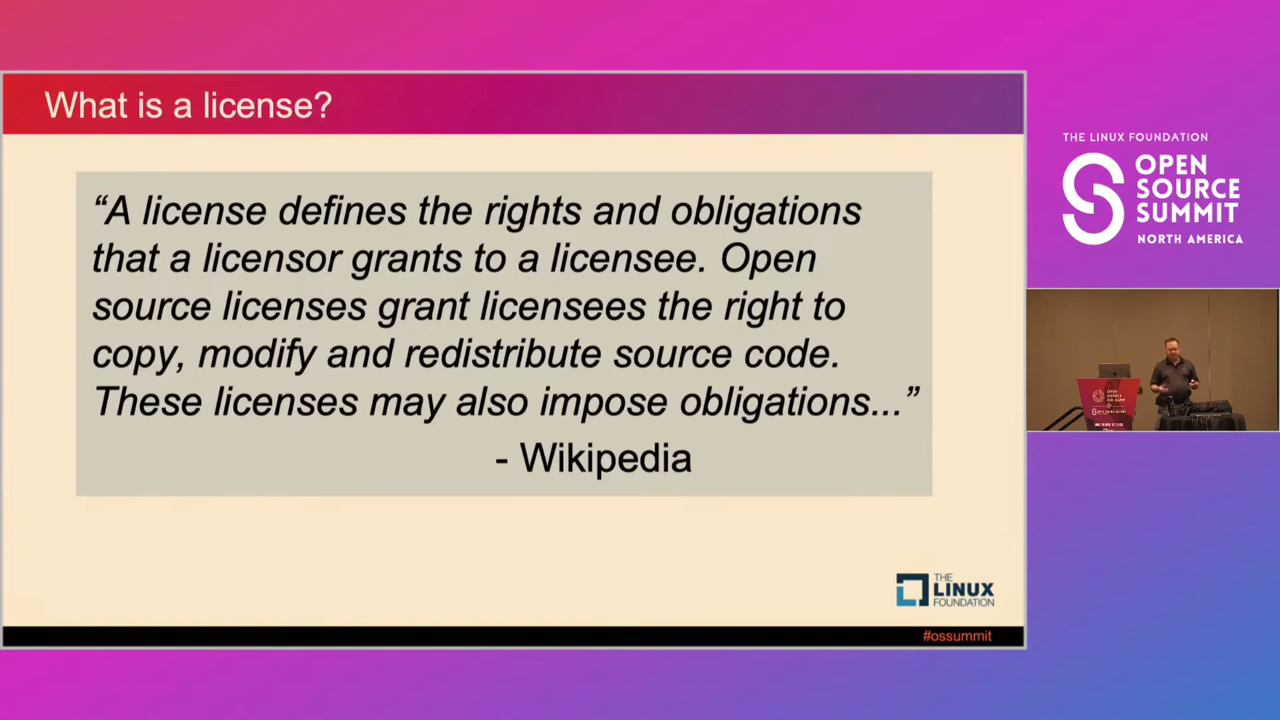 What is a license?
“A license defines the rights and obligations
that a licensor grants to a licensee. Open
source licenses grant licensees the right to
copy, modify and redistribute source code.
These licenses may also impose obligations...”
- Wikipedia
THE
LINUX
FOUNDATION
#ossummit
THE LINUX FOUNDATION
OPEN
SOURCE
SUMMIT
NORTH AMERICA